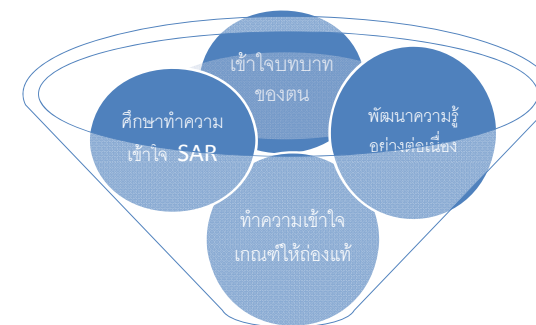 เข้าใจบทบาท
ของตน
ศึกษาทำความ
เข้าใจ SAR
พัฒนาความรู้
อย่างต่อเนื่อง
ทำความเข้าใจ
เกณฑ์ให้ถ่องแท้